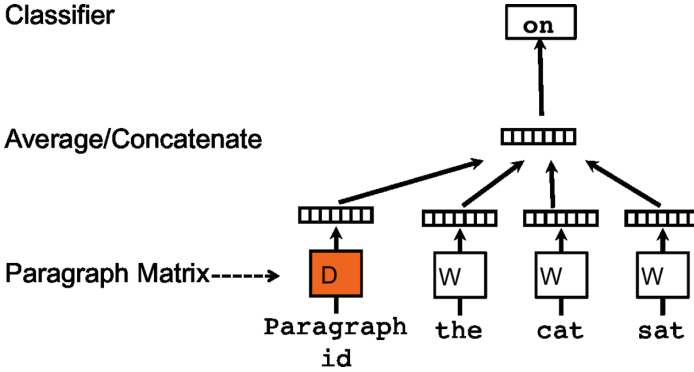 Classifier
on
Average/Concatenate
Paragraph Matrix
D
W
W
W
Paragraph
id
the
cat
sat